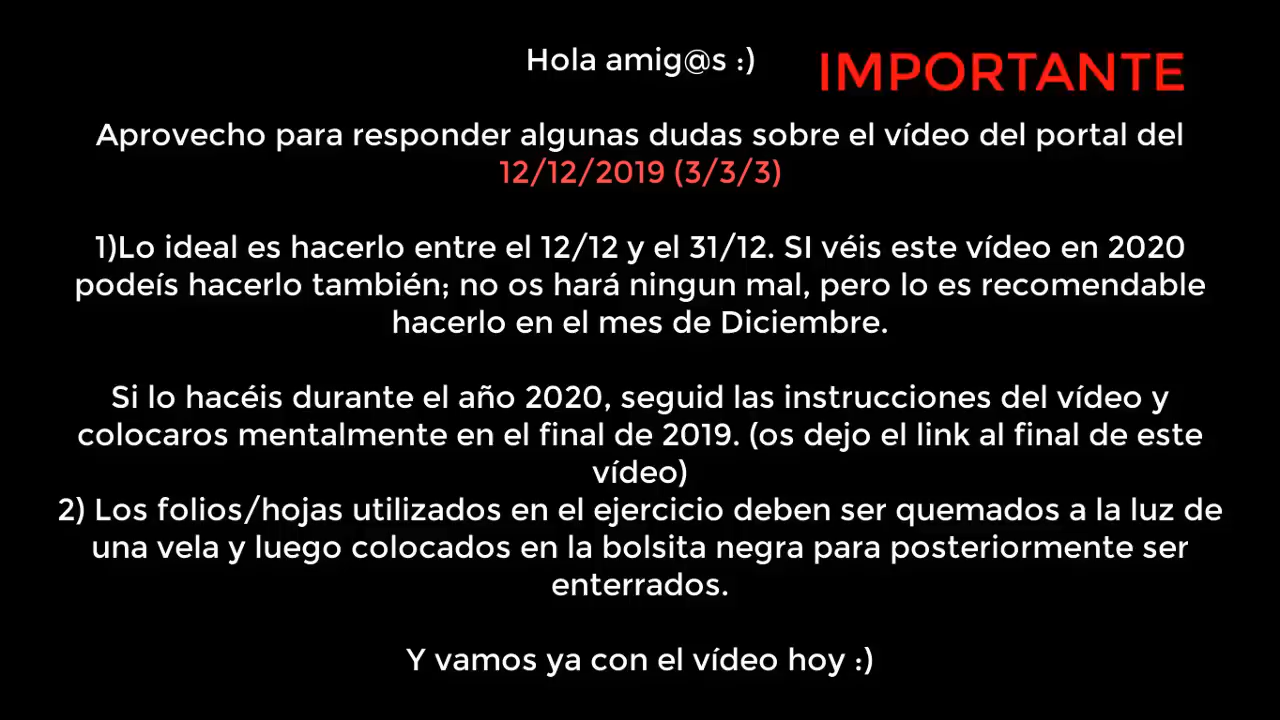 Hola amig@s :)
IMPORTANTE
Aprovecho para responder algunas dudas sobre el vídeo del portal del
12/12/2019 (3/3/3)
1)Lo ideal es hacerlo entre el 12/12 y el 31/12. SI véis este vídeo en 2020
podeís hacerlo también; no os hará ningun mal, pero lo es recomendable
hacerlo en el mes de Diciembre.
Si lo hacéis durante el año 2020, seguid las instrucciones del vídeo y
colocaros mentalmente en el final de 2019. (os dejo el link al final de este
vídeo)
2) Los folios/hojas utilizados en el ejercicio deben ser quemados a la luz de
una vela y luego colocados en la bolsita negra para posteriormente ser
enterrados.
Y vamos ya con el vídeo hoy :)